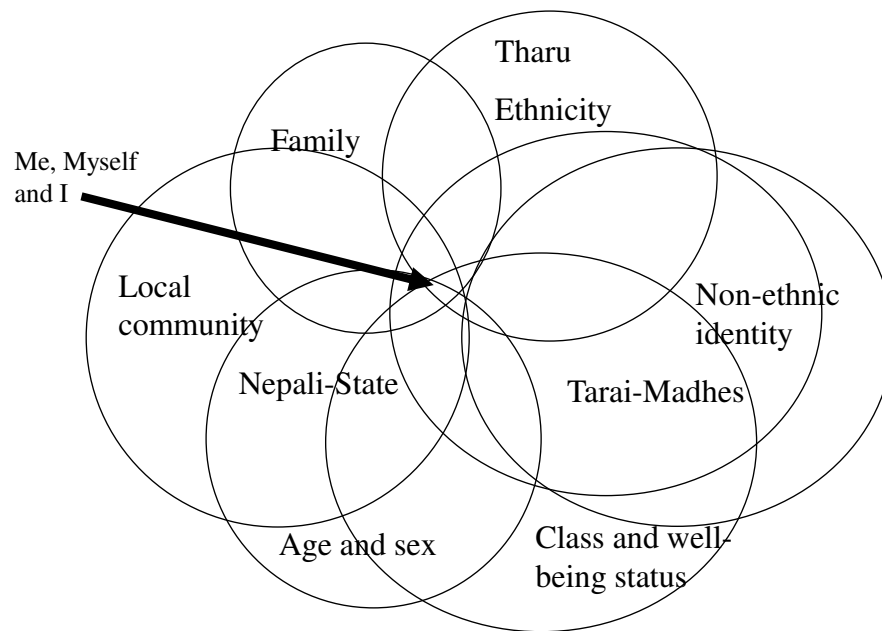 Tharu
Ethnicity
Family
Me, Myself
and I
Local
community
Non-ethnic
identity
Nepali-State
Tarai-Madhes
Age and sex
Class and well-
being status